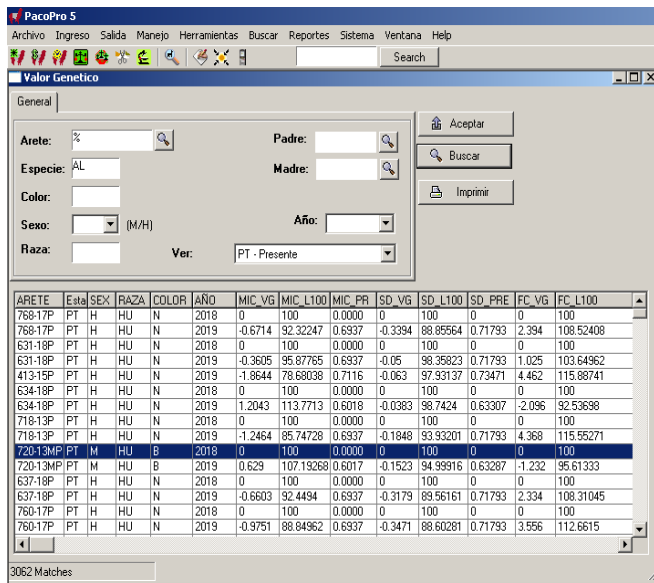 PacoPro 5
Archivo Ingreso Salida Manejo Herramientas Buscar Reportes Sistema Ventana Help
Search
Valor Genetico
General
Arete: % Padre:
Especie: AL Madre:
Color:
Sexo: (M/H) Año:
Raza: Ver: PT - Presente
Aceptar
Buscar
Imprimir
ARETE Esta SEX RAZA COLOR AÑO MIC_VG MIC_L100 MIC_PR SD_VG SD_L100 SD_PRE FC_VG FC_L100
768-17P PT H HU N 2018 0 100 0.0000 0 100 0 0 100
768-17P PT H HU N 2019 -0.6714 92.32247 0.6937 -0.3394 88.85564 0.71793 2.394 108.52408
631-18P PT H HU N 2018 0 100 0.0000 0 100 0 0 100
631-18P PT H HU N 2019 -0.3605 95.87765 0.6937 -0.05 98.35823 0.71793 1.025 103.64962
413-15P PT H HU N 2019 -1.8644 78.68038 0.7116 -0.063 97.93137 0.73471 4.462 115.88741
634-18P PT H HU N 2018 0 100 0.0000 0 100 0 0 100
634-18P PT H HU N 2019 1.2043 113.7713 0.6018 -0.0383 98.7424 0.63307 -2.096 92.53698
718-13P PT H HU N 2018 0 100 0.0000 0 100 0 0 100
718-13P PT H HU N 2019 -1.2464 85.74728 0.6937 -0.1848 93.93201 0.71793 4.368 115.55271
720-13MP PT M HU B 2018 0 100 0.0000 0 100 0 0 100
720-13MP PT M HU B 2019 0.629 107.19268 0.6017 -0.1523 94.99916 0.63287 -1.232 95.61333
637-18P PT H HU N 2018 0 100 0.0000 0 100 0 0 100
637-18P PT H HU N 2019 -0.6603 92.4494 0.6937 -0.3179 89.56161 0.71793 2.334 108.31045
760-17P PT H HU N 2018 0 100 0.0000 0 100 0 0 100
760-17P PT H HU N 2019 -0.9751 88.84962 0.6937 -0.3471 88.60281 0.71793 3.556 112.6615
3062 Matches